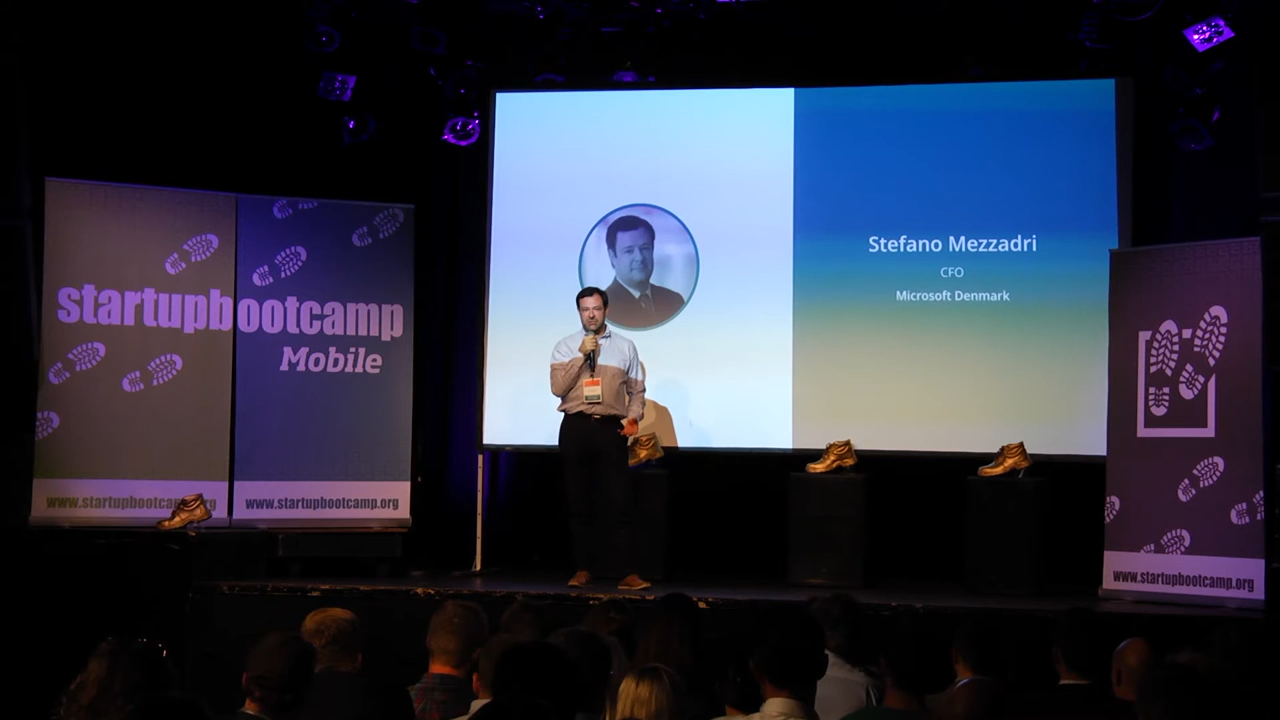 startupbootcamp
Mobile
www.startupbootcamp.org
www.startupbootcamp.org
Stefano Mezzadri
CFO
Microsoft Denmark
www.startupbootcamp.org